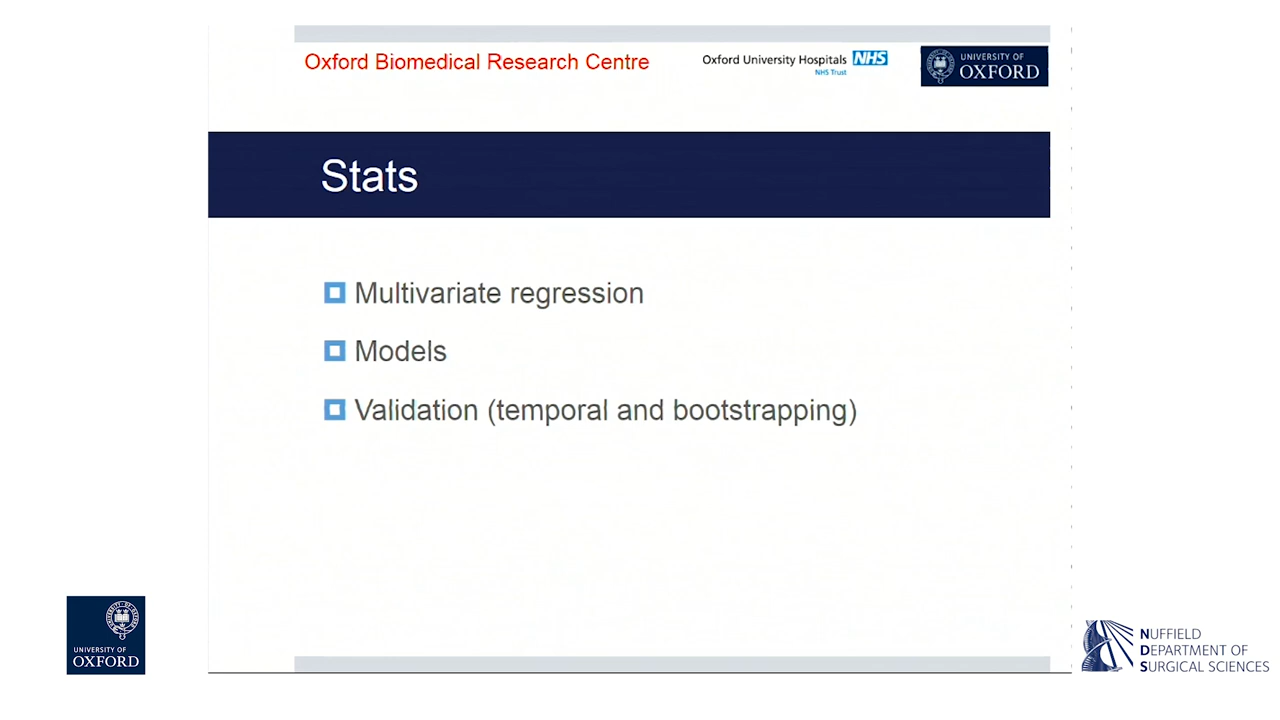 Oxford Biomedical Research Centre
Oxford University Hospitals NHS
NHS Trust
UNIVERSITY OF
OXFORD
Stats
Multivariate regression
Models
Validation (temporal and bootstrapping)
UNIVERSITY OF
OXFORD
NUFFIELD
DEPARTMENT OF
SURGICAL SCIENCES